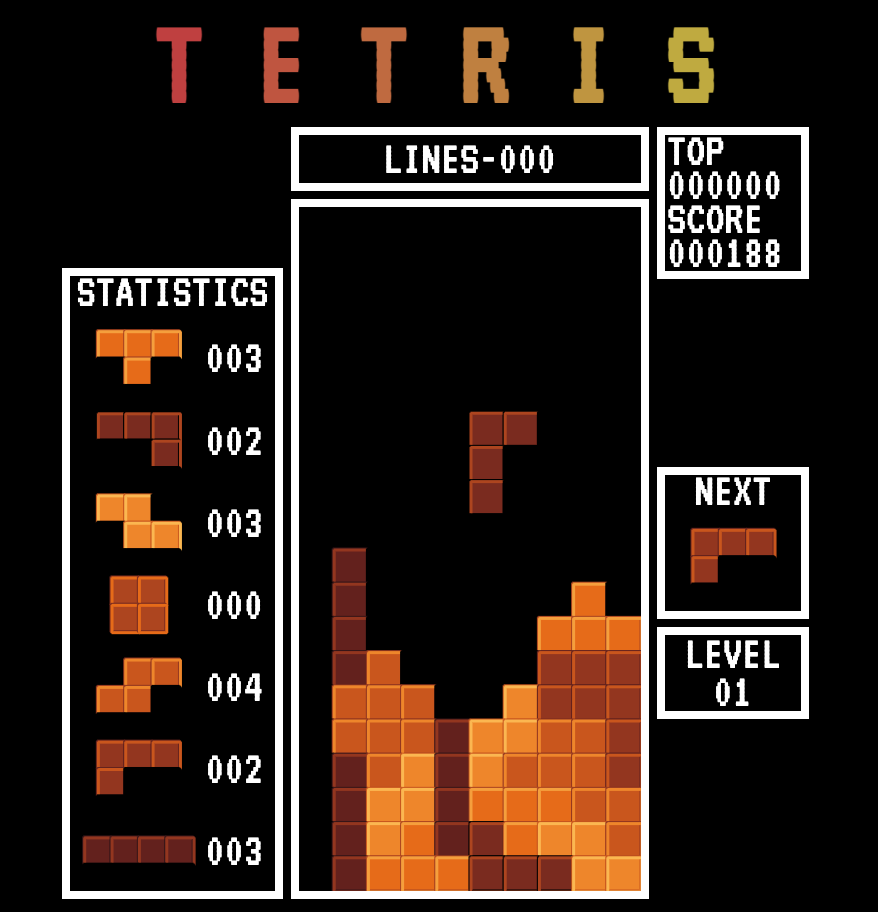 TETRIS
LINES-000
TOP
000000
SCORE
000188
STATISTICS
003
002
003
000
004
002
003
NEXT
LEVEL
01